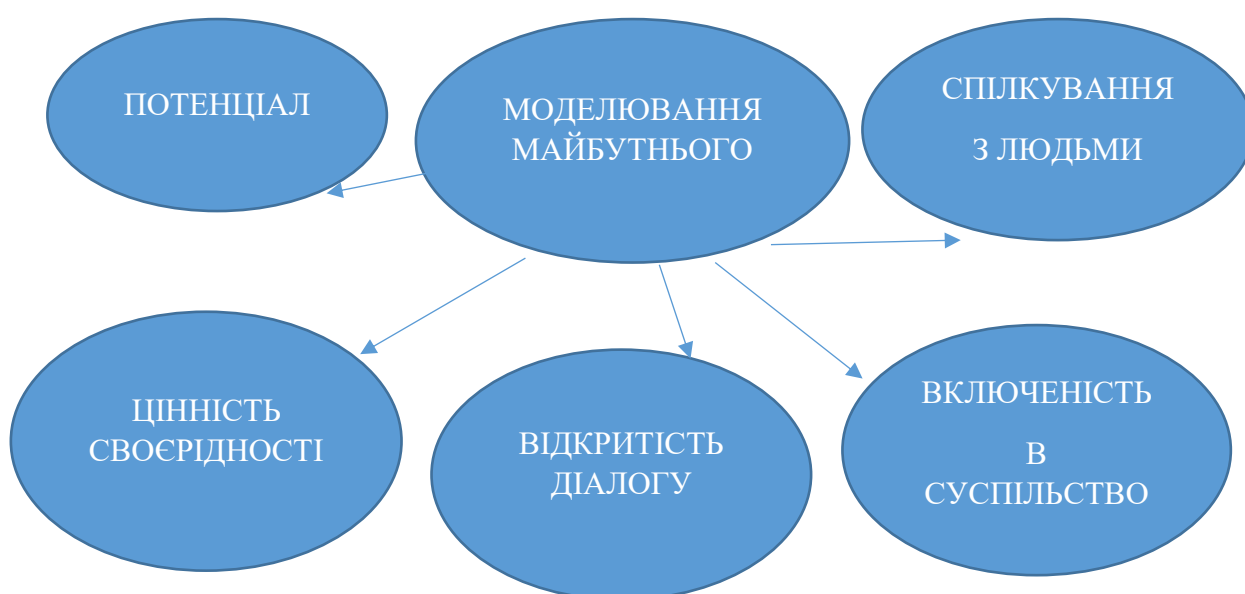 ПОТЕНЦІАЛ
МОДЕЛЮВАННЯ
МАЙБУТНЬОГО
СПІЛКУВАННЯ
З ЛЮДЬМИ
ЦІННІСТЬ
СВОЄРІДНОСТІ
ВІДКРИТІСТЬ
ДІАЛОГУ
ВКЛЮЧЕНІСТЬ
В
СУСПІЛЬСТВО